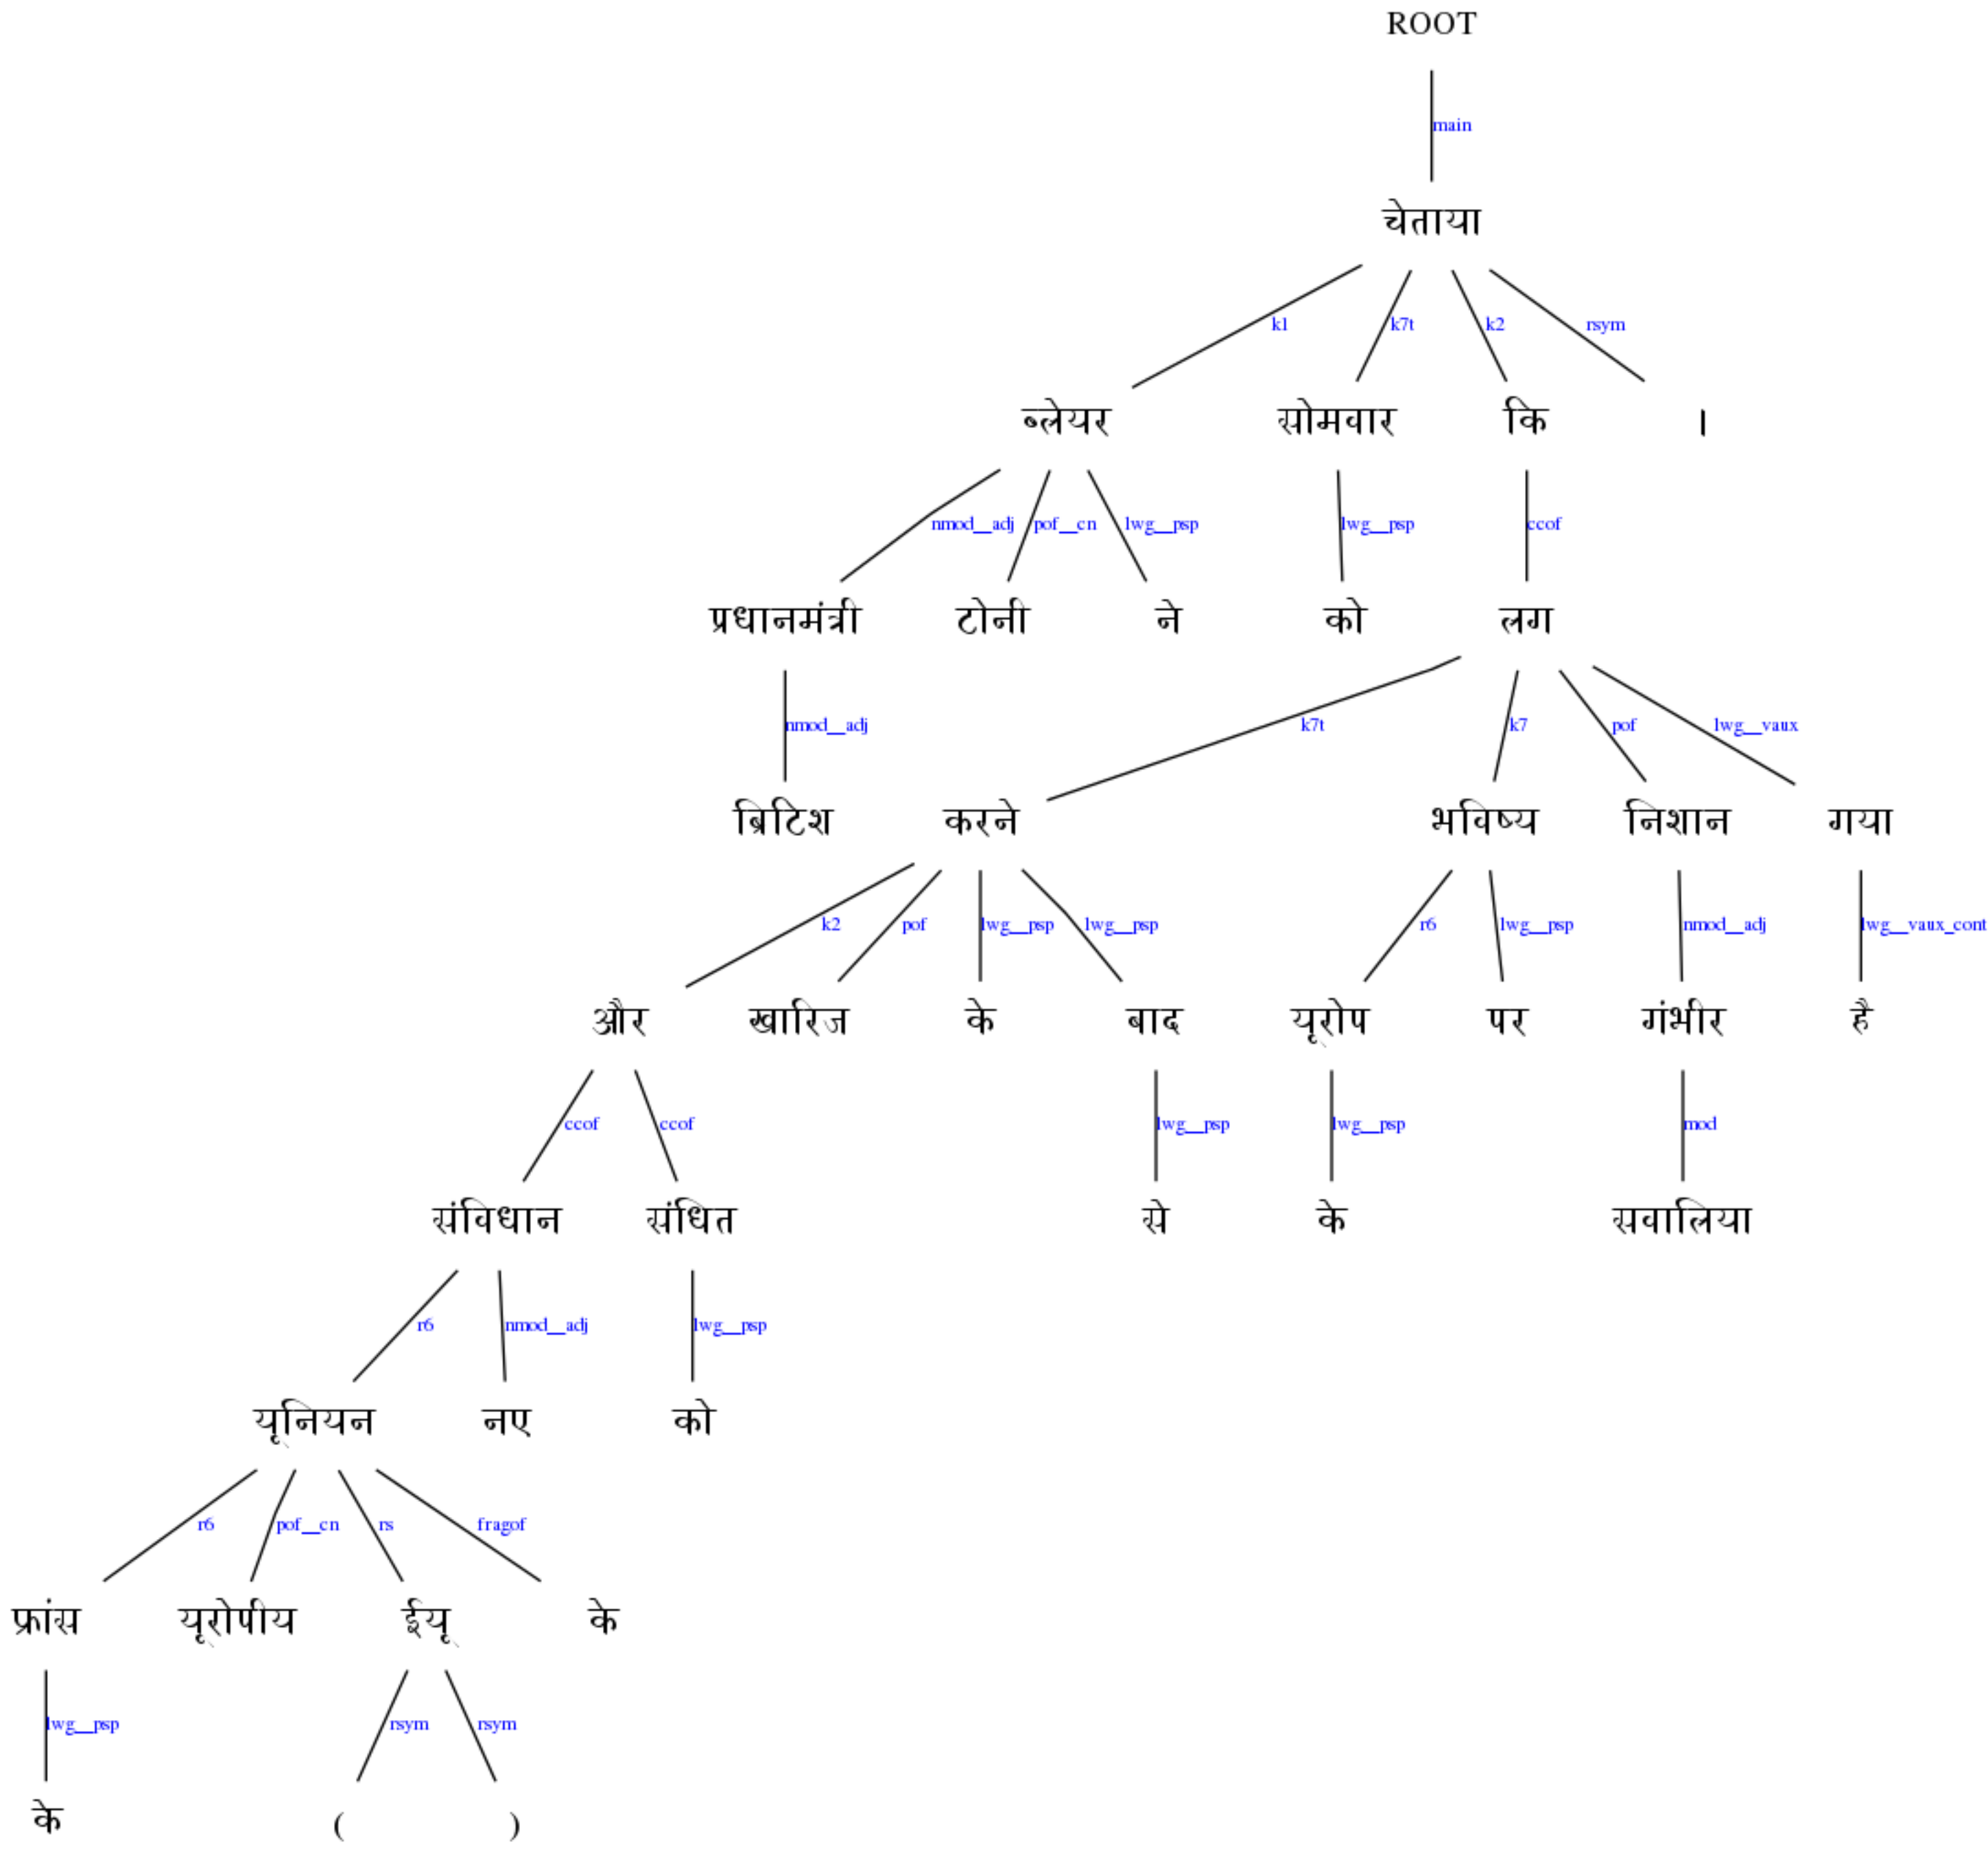 ROOT
main
चेताया
k1 k7t k2 rsym
ब्लेयर सोमवार कि ।
nmod__adj pof__cn lwg__psp lwg__psp ccof
प्रधानमंत्री टोनी ने को लग
nmod__adj k7t k7 pof lwg__vaux
ब्रिटिश करने भविष्य निशान गया
k2 pof lwg__psp lwg__psp r6 lwg__psp nmod__adj lwg__vaux_cont
और खारिज के बाद यूरोप पर गंभीर है
ccof ccof lwg__psp lwg__psp mod
संविधान संधित से के सवालिया
r6 nmod__adj lwg__psp
यूनियन नए को
r6 pof__cn rs fragof
फ्रांस यूरोपीय ईयू के
lwg__psp rsym rsym
के ( )